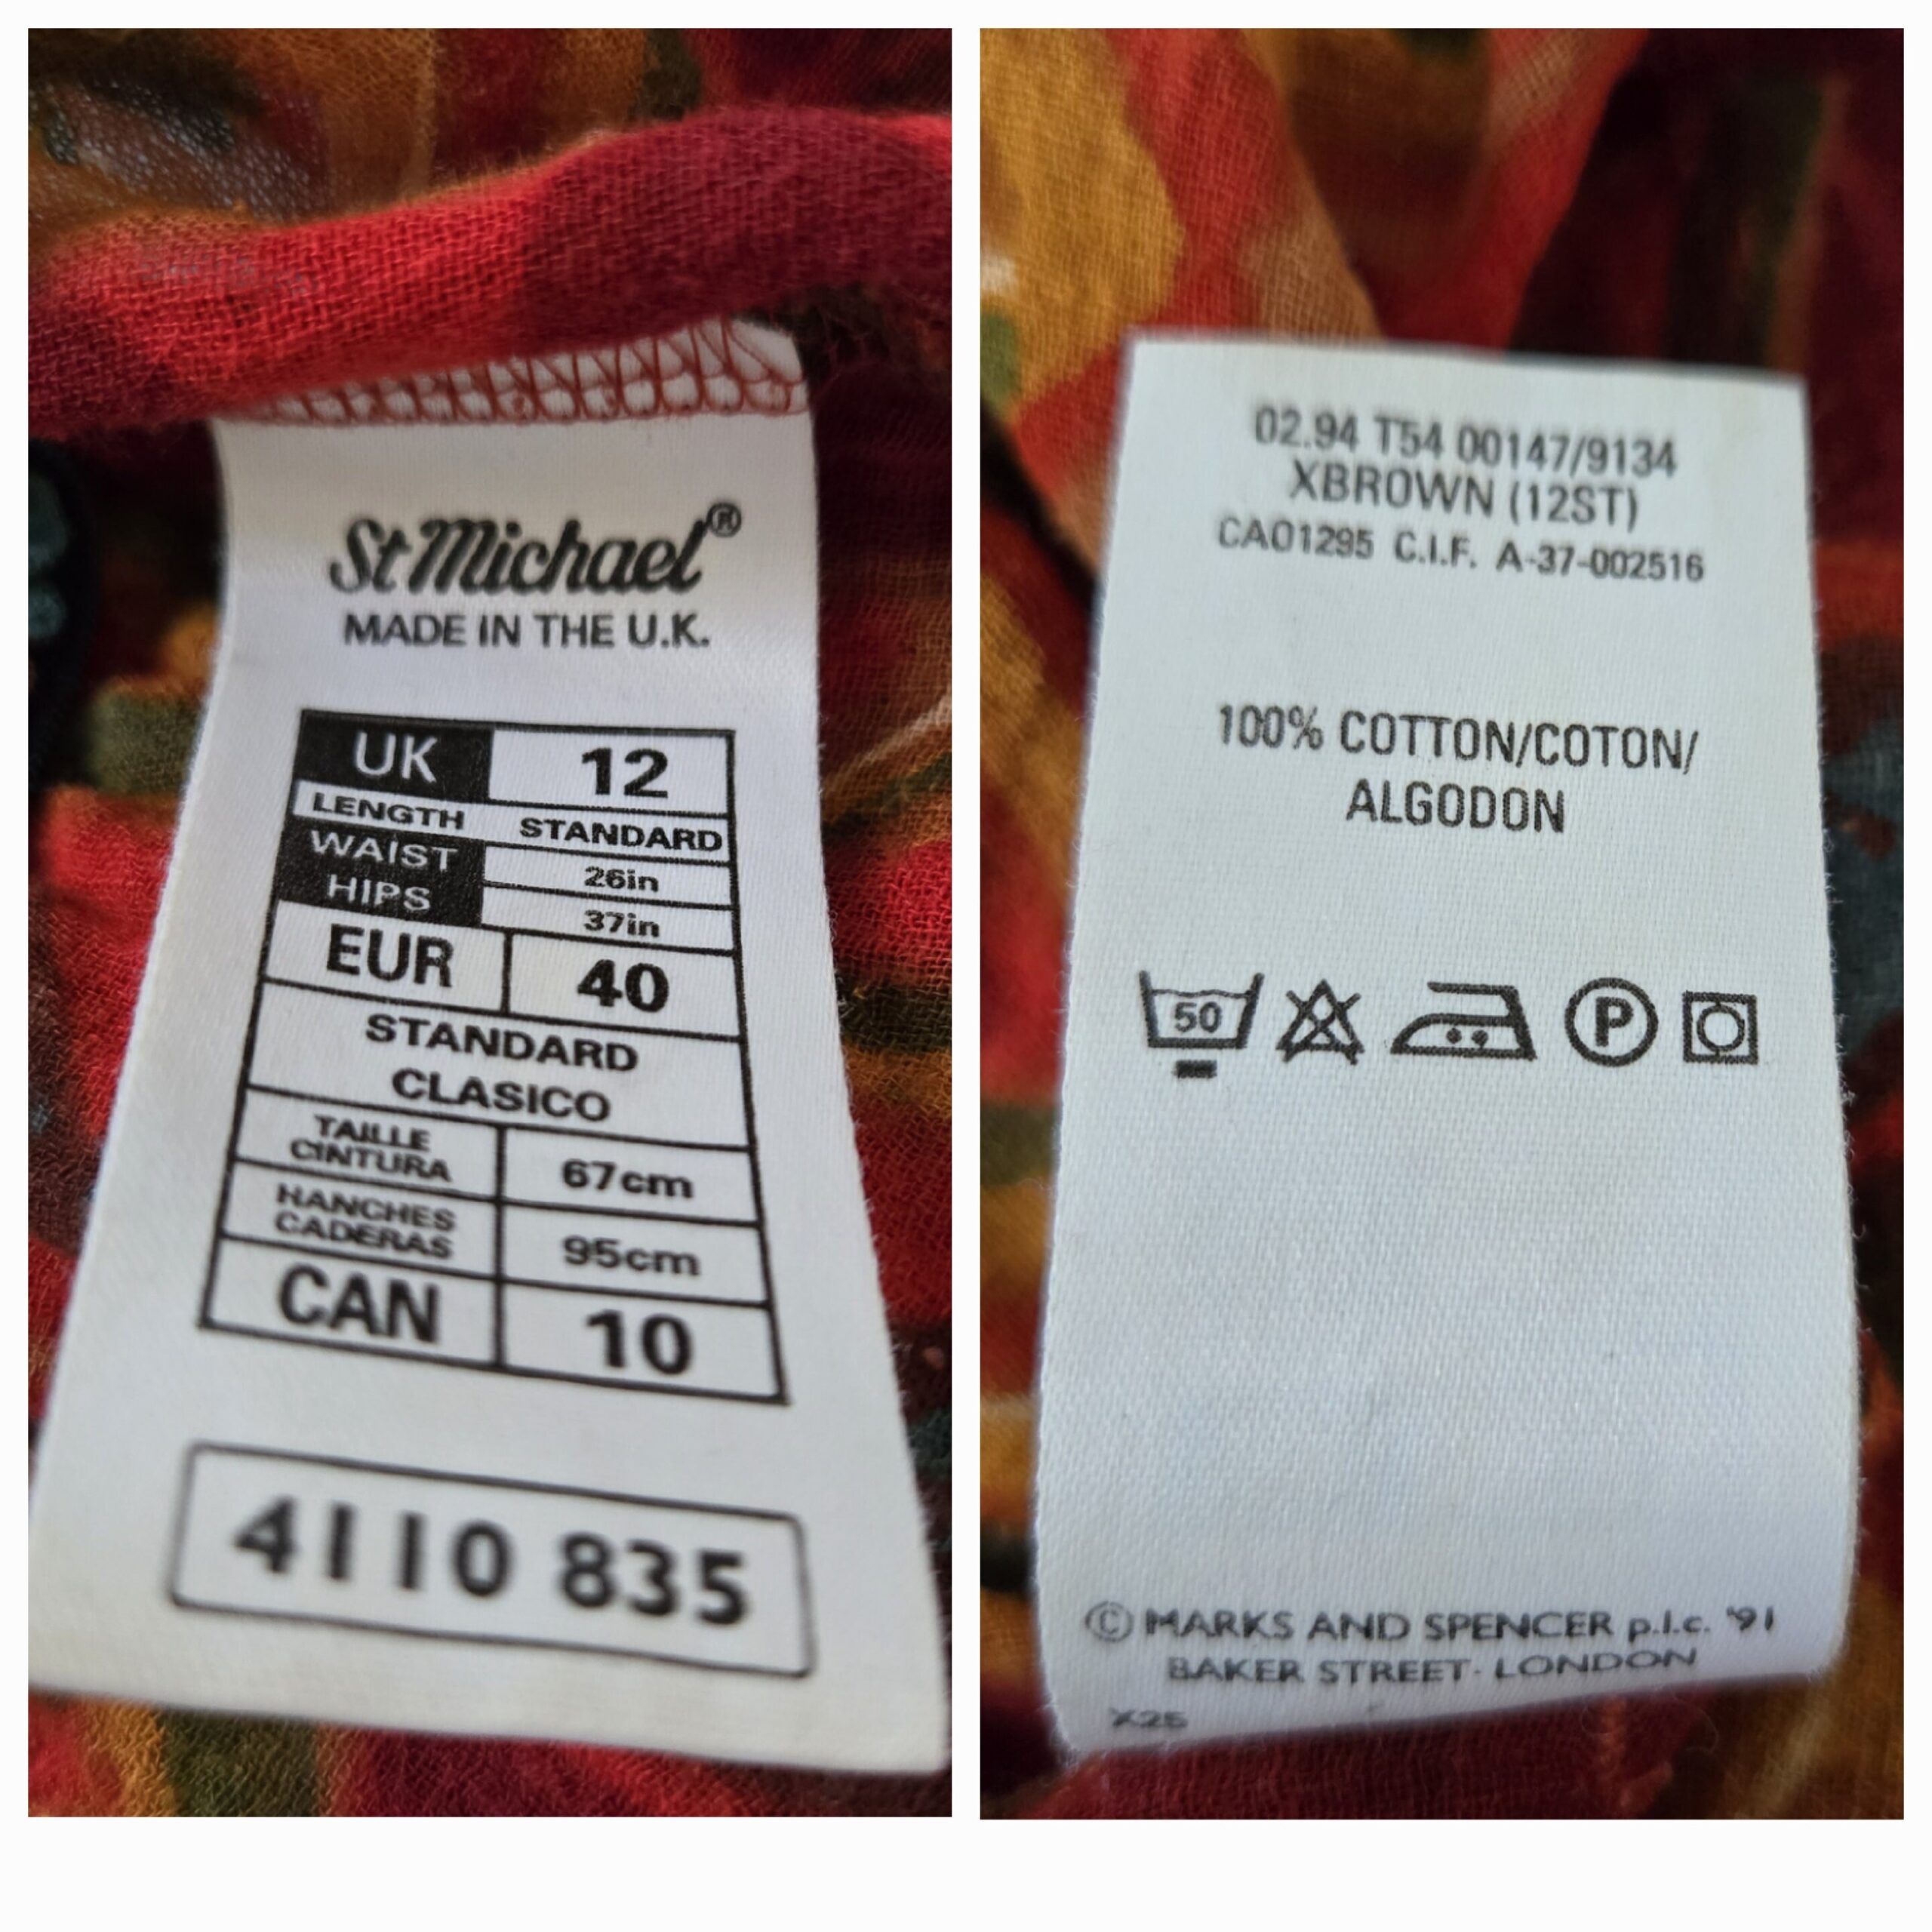 St Michael®
MADE IN THE U.K.
UK 12
LENGTH STANDARD
WAIST 26in
HIPS 37in
EUR 40
STANDARD
CLASICO
TAILLE
CINTURA 67cm
HANCHES
CADERAS 95cm
CAN 10
4110 835
02.94 T54 00147/9134
XBROWN (12ST)
CA01295 C.I.F. A-37-002516
100% COTTON/COTON/
ALGODON
50 P
© MARKS AND SPENCER p.l.c. '91
BAKER STREET· LONDON
X25